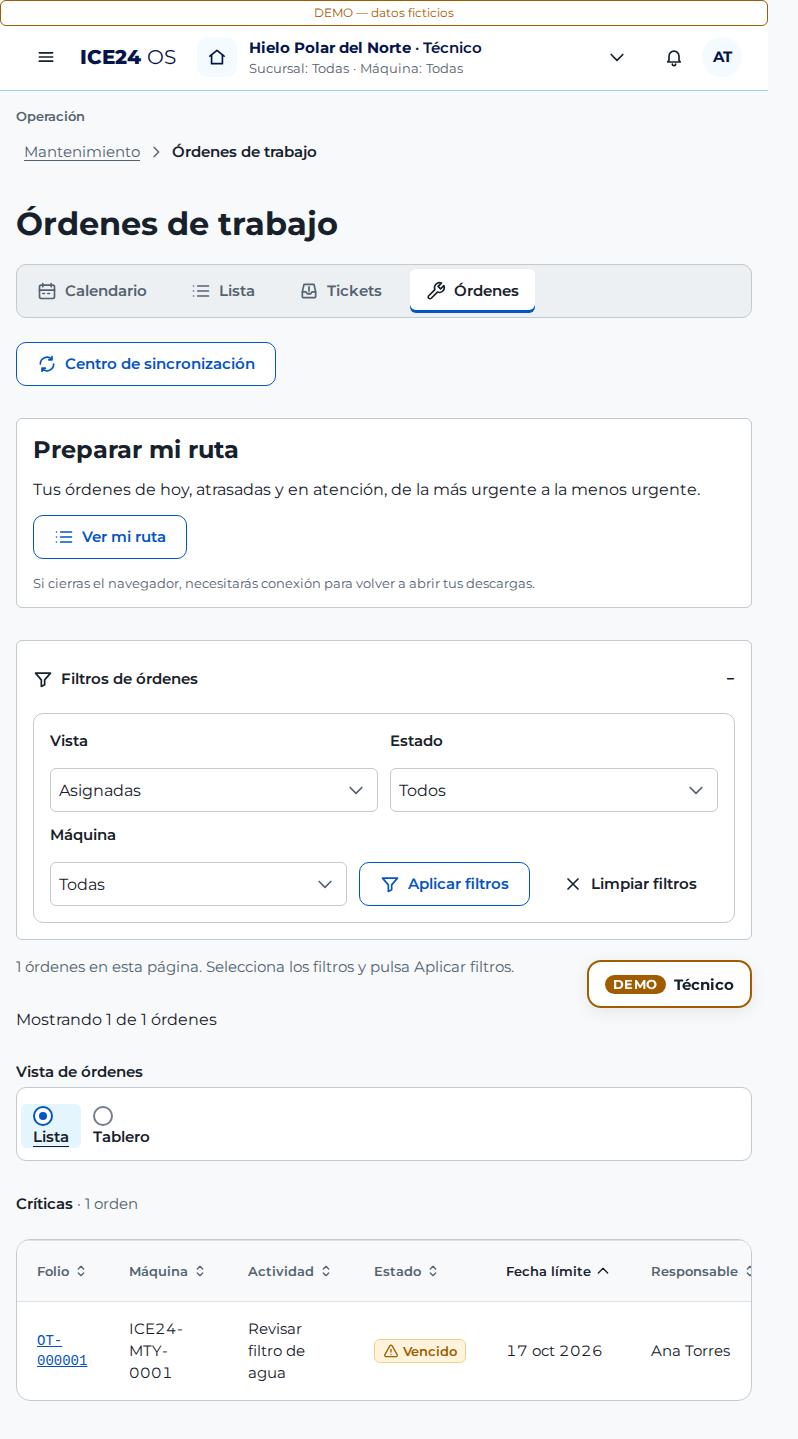 DEMO — datos ficticios
ICE24 OS
Hielo Polar del Norte · Técnico
Sucursal: Todas · Máquina: Todas
AT
Operación
Mantenimiento > Órdenes de trabajo
Órdenes de trabajo
Calendario
Lista
Tickets
Órdenes
Centro de sincronización
Preparar mi ruta
Tus órdenes de hoy, atrasadas y en atención, de la más urgente a la menos urgente.
Ver mi ruta
Si cierras el navegador, necesitarás conexión para volver a abrir tus descargas.
Filtros de órdenes −
Vista
Estado
Asignadas
Todos
Máquina
Todas
Aplicar filtros
Limpiar filtros
1 órdenes en esta página. Selecciona los filtros y pulsa Aplicar filtros.
DEMO Técnico
Mostrando 1 de 1 órdenes
Vista de órdenes
Lista
Tablero
Críticas · 1 orden
Folio
Máquina
Actividad
Estado
Fecha límite
Responsable
OT-
000001
ICE24-
MTY-
0001
Revisar
filtro de
agua
Vencido
17 oct 2026
Ana Torres